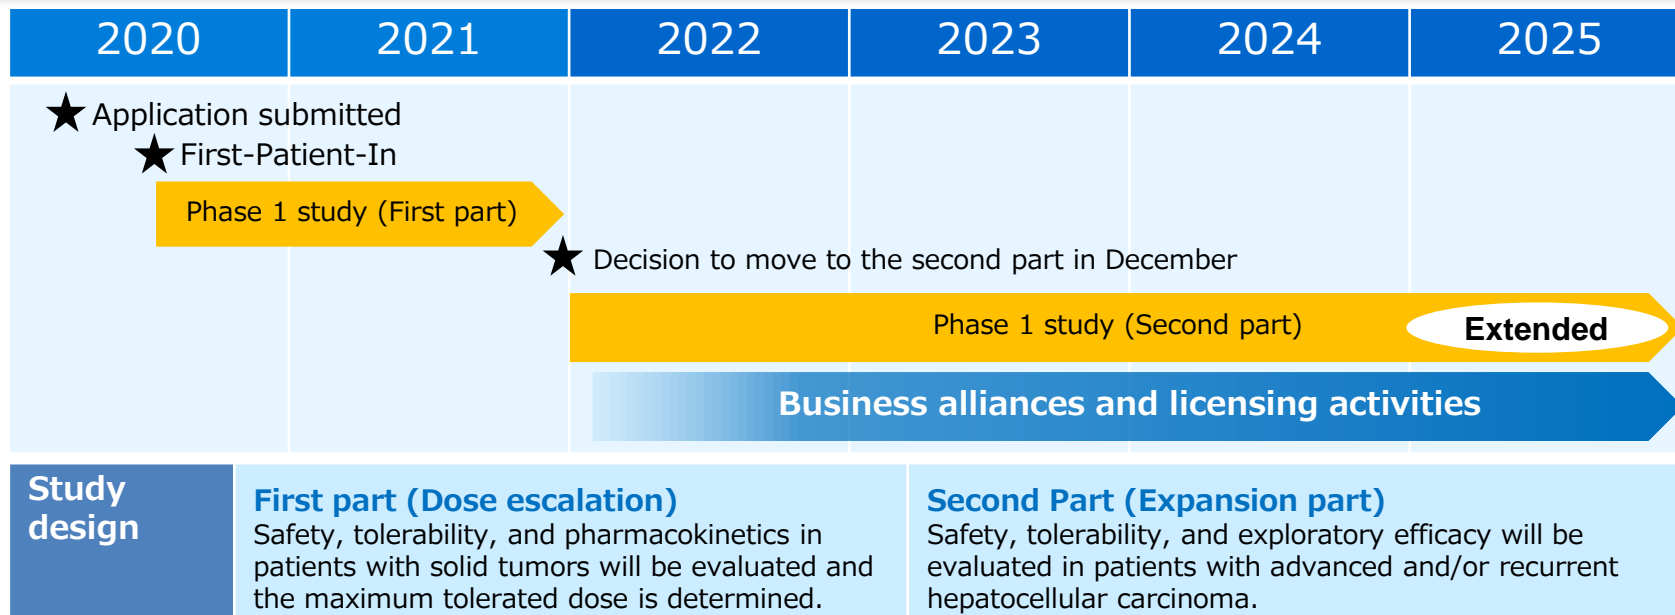 2020 2021 2022 2023 2024 2025
★ Application submitted
★ First-Patient-In
Phase 1 study (First part)
★ Decision to move to the second part in December
Phase 1 study (Second part)
Extended
Business alliances and licensing activities
Study
design
First part (Dose escalation)
Safety, tolerability, and pharmacokinetics in
patients with solid tumors will be evaluated and
the maximum tolerated dose is determined.
Second Part (Expansion part)
Safety, tolerability, and exploratory efficacy will be
evaluated in patients with advanced and/or recurrent
hepatocellular carcinoma.